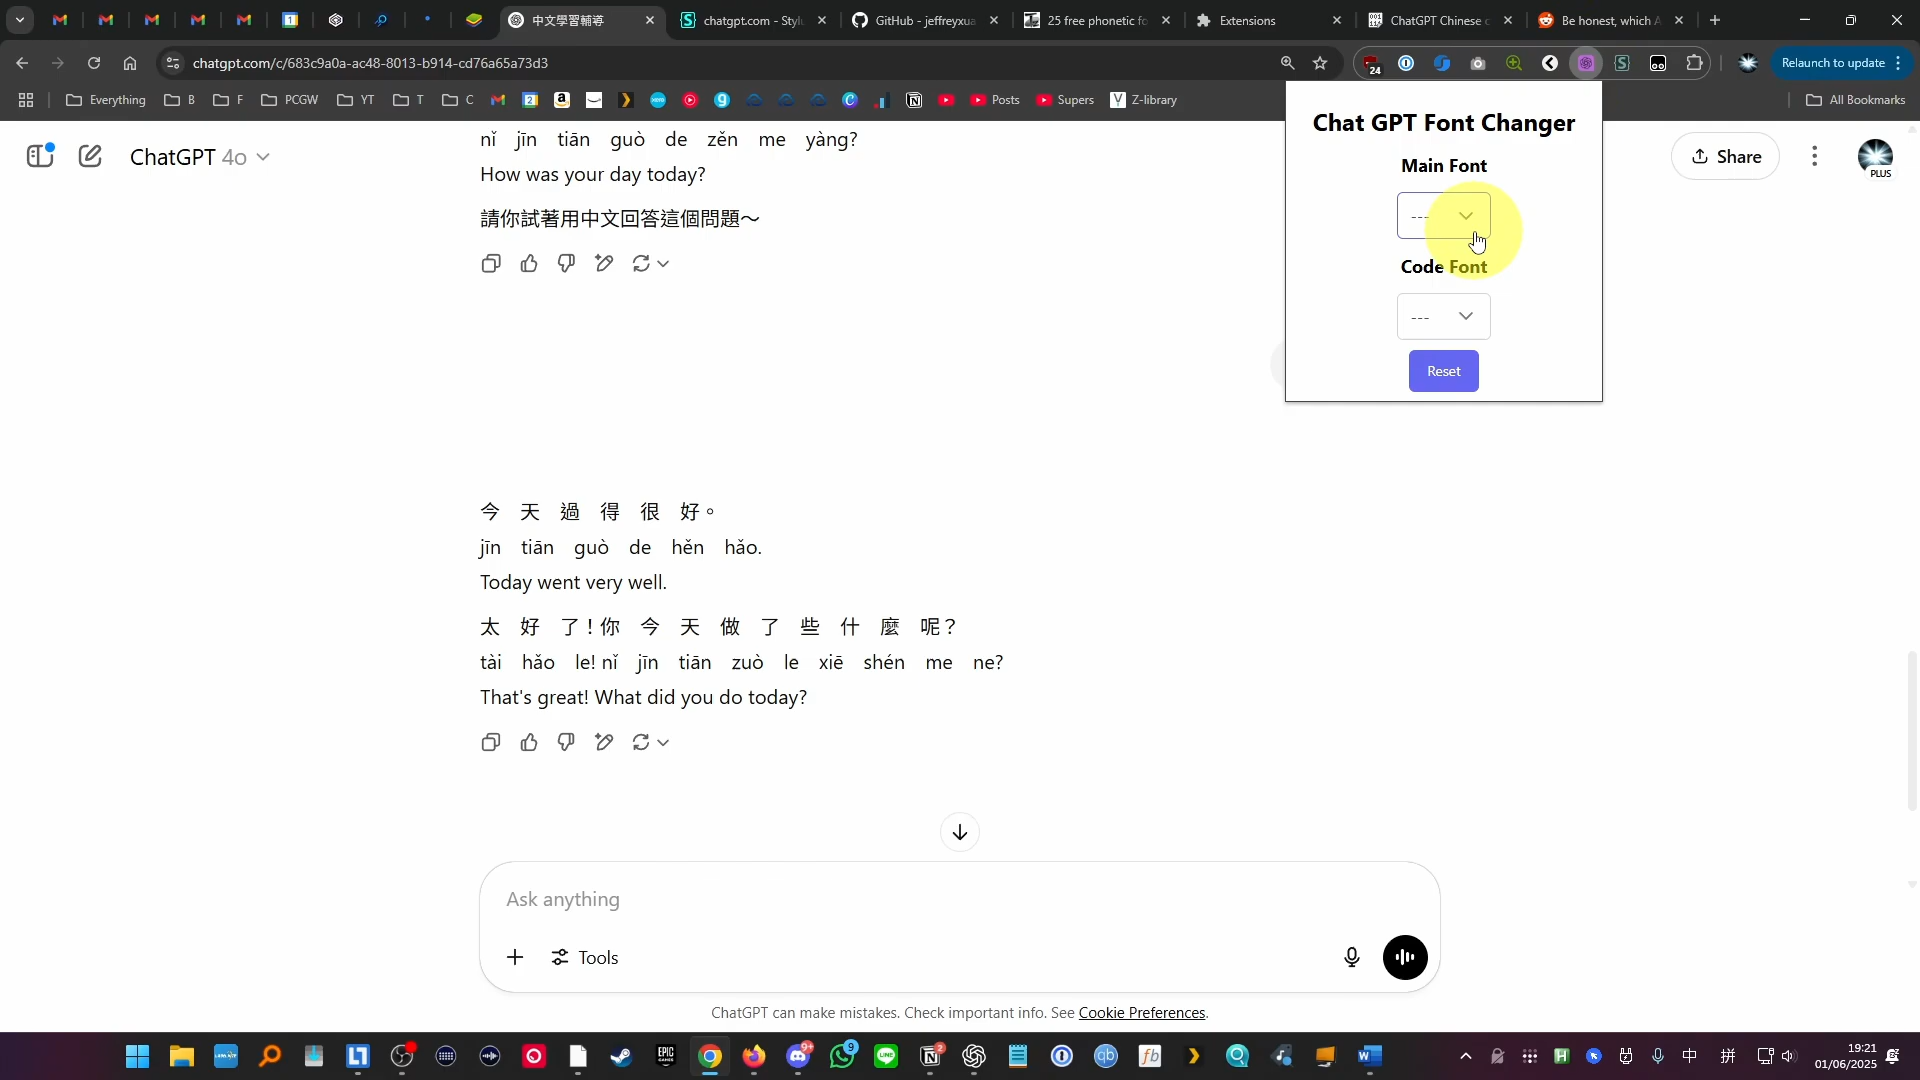 中文學習輔導
chatgpt.com - Stylu
GitHub - jeffreyxua
25 free phonetic fo
Extensions
ChatGPT Chinese c
Be honest, which A
chatgpt.com/c/683c9a0a-ac48-8013-b914-cd76a65a73d3
24
Relaunch to update
Everything
B
F
PCGW
YT
T
C
Posts
Supers
Z-library
All Bookmarks
ChatGPT 4o
Share
PLUS
Chat GPT Font Changer
Main Font
---
Code Font
---
Reset
nǐ jīn tiān guò de zěn me yàng?
How was your day today?
請你試著用中文回答這個問題～
今 天 過 得 很 好。
jīn tiān guò de hěn hǎo.
Today went very well.
太 好 了！你 今 天 做 了 些 什 麼 呢？
tài hǎo le! nǐ jīn tiān zuò le xiē shén me ne?
That's great! What did you do today?
Ask anything
Tools
ChatGPT can make mistakes. Check important info. See Cookie Preferences.
中
拼
19:21
01/06/2025